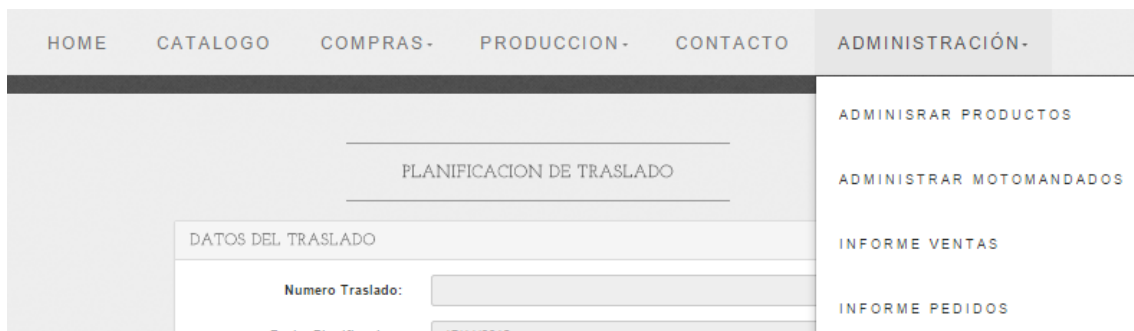 HOME CATALOGO COMPRAS PRODUCCION CONTACTO ADMINISTRACIÓN
ADMINISRAR PRODUCTOS
PLANIFICACION DE TRASLADO
ADMINISTRAR MOTOMANDADOS
DATOS DEL TRASLADO
INFORME VENTAS
Numero Traslado:
INFORME PEDIDOS